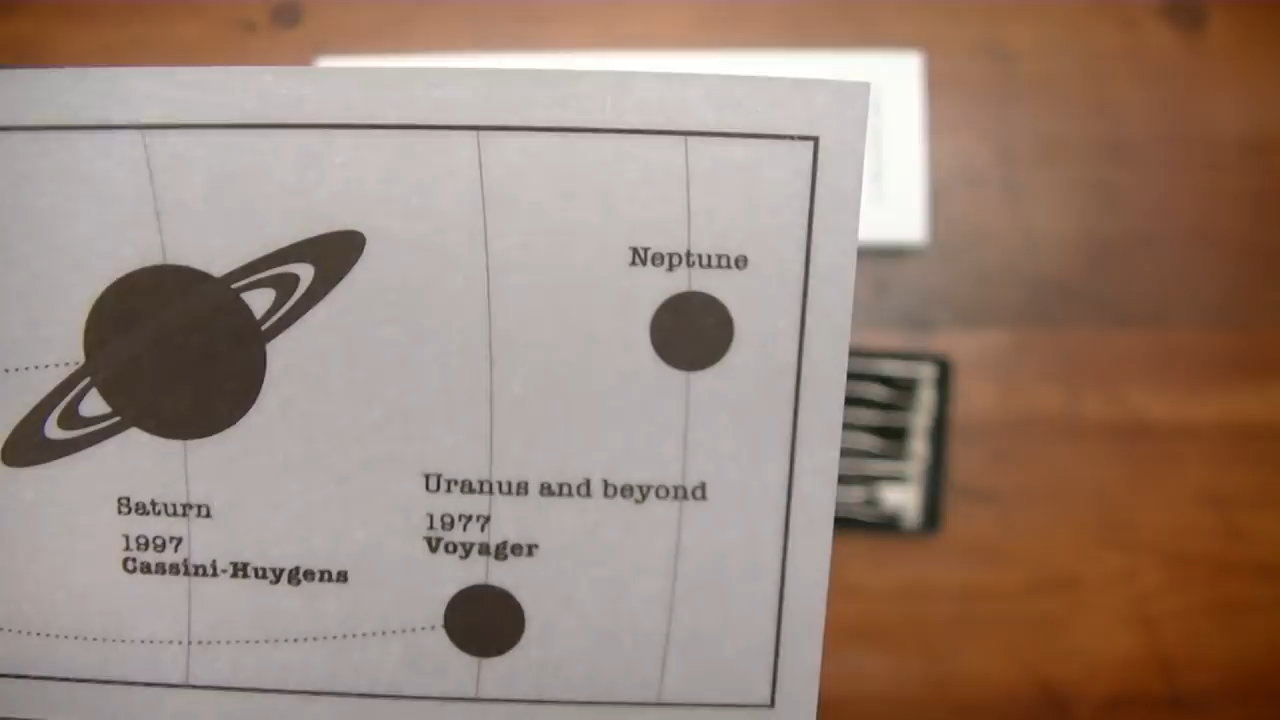 Neptune
Uranus and beyond
1977
Voyager
Saturn
1997
Cassini-Huygens